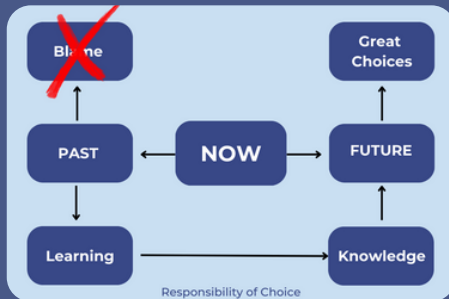 Blame
Great
Choices
PAST
NOW
FUTURE
Learning
Knowledge
Responsibility of Choice